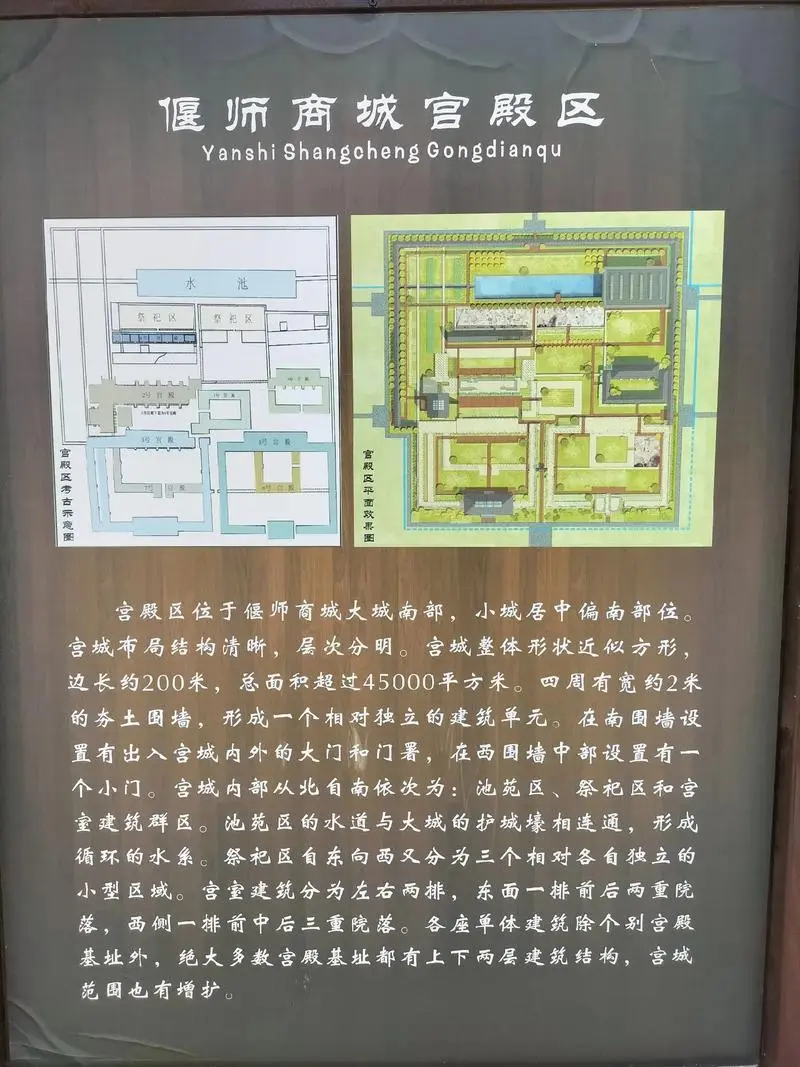 偃师商城宫殿区
Yanshi Shangcheng Gongdianqu
水池
祭祀区
祭祀区
2号宫殿
3号宫殿
宫殿区考古示意图
宫殿区平面效果图
宫殿区位于偃师商城大城南部，小城居中偏南部位。
宫城布局结构清晰，层次分明。宫城整体形状近似方形，
边长约200米，总面积超过45000平方米。四周有宽约2米
的夯土围墙，形成一个相对独立的建筑单元。在南围墙设
置有出入宫城内外的大门和门署，在西围墙中部设置有一
个小门。宫城内部从北自南依次为：池苑区、祭祀区和宫
室建筑群区。池苑区的水道与大城的护城壕相连通，形成
循环的水系。祭祀区自东向西又分为三个相对各自独立的
小型区域。宫室建筑分为左右两排，东面一排前后两重院
落，西侧一排前中后三重院落。各座单体建筑除个别宫殿
基址外，绝大多数宫殿基址都有上下两层建筑结构，宫城
范围也有增扩。